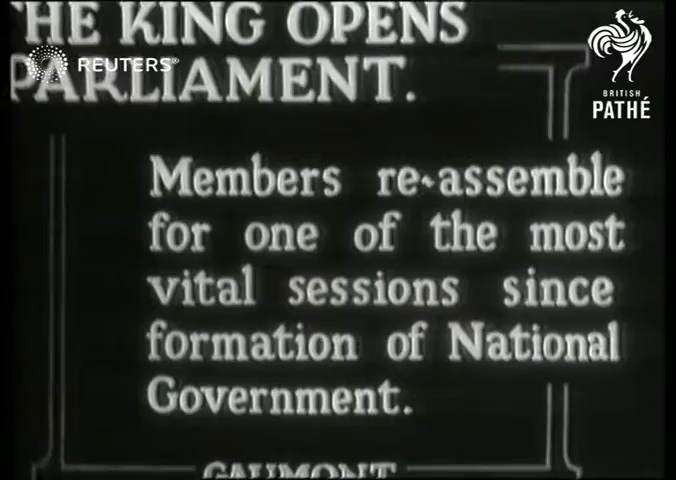 THE KING OPENS
PARLIAMENT.
REUTERS
BRITISH
PATHÉ
Members re-assemble
for one of the most
vital sessions since
formation of National
Government.
GAUMONT